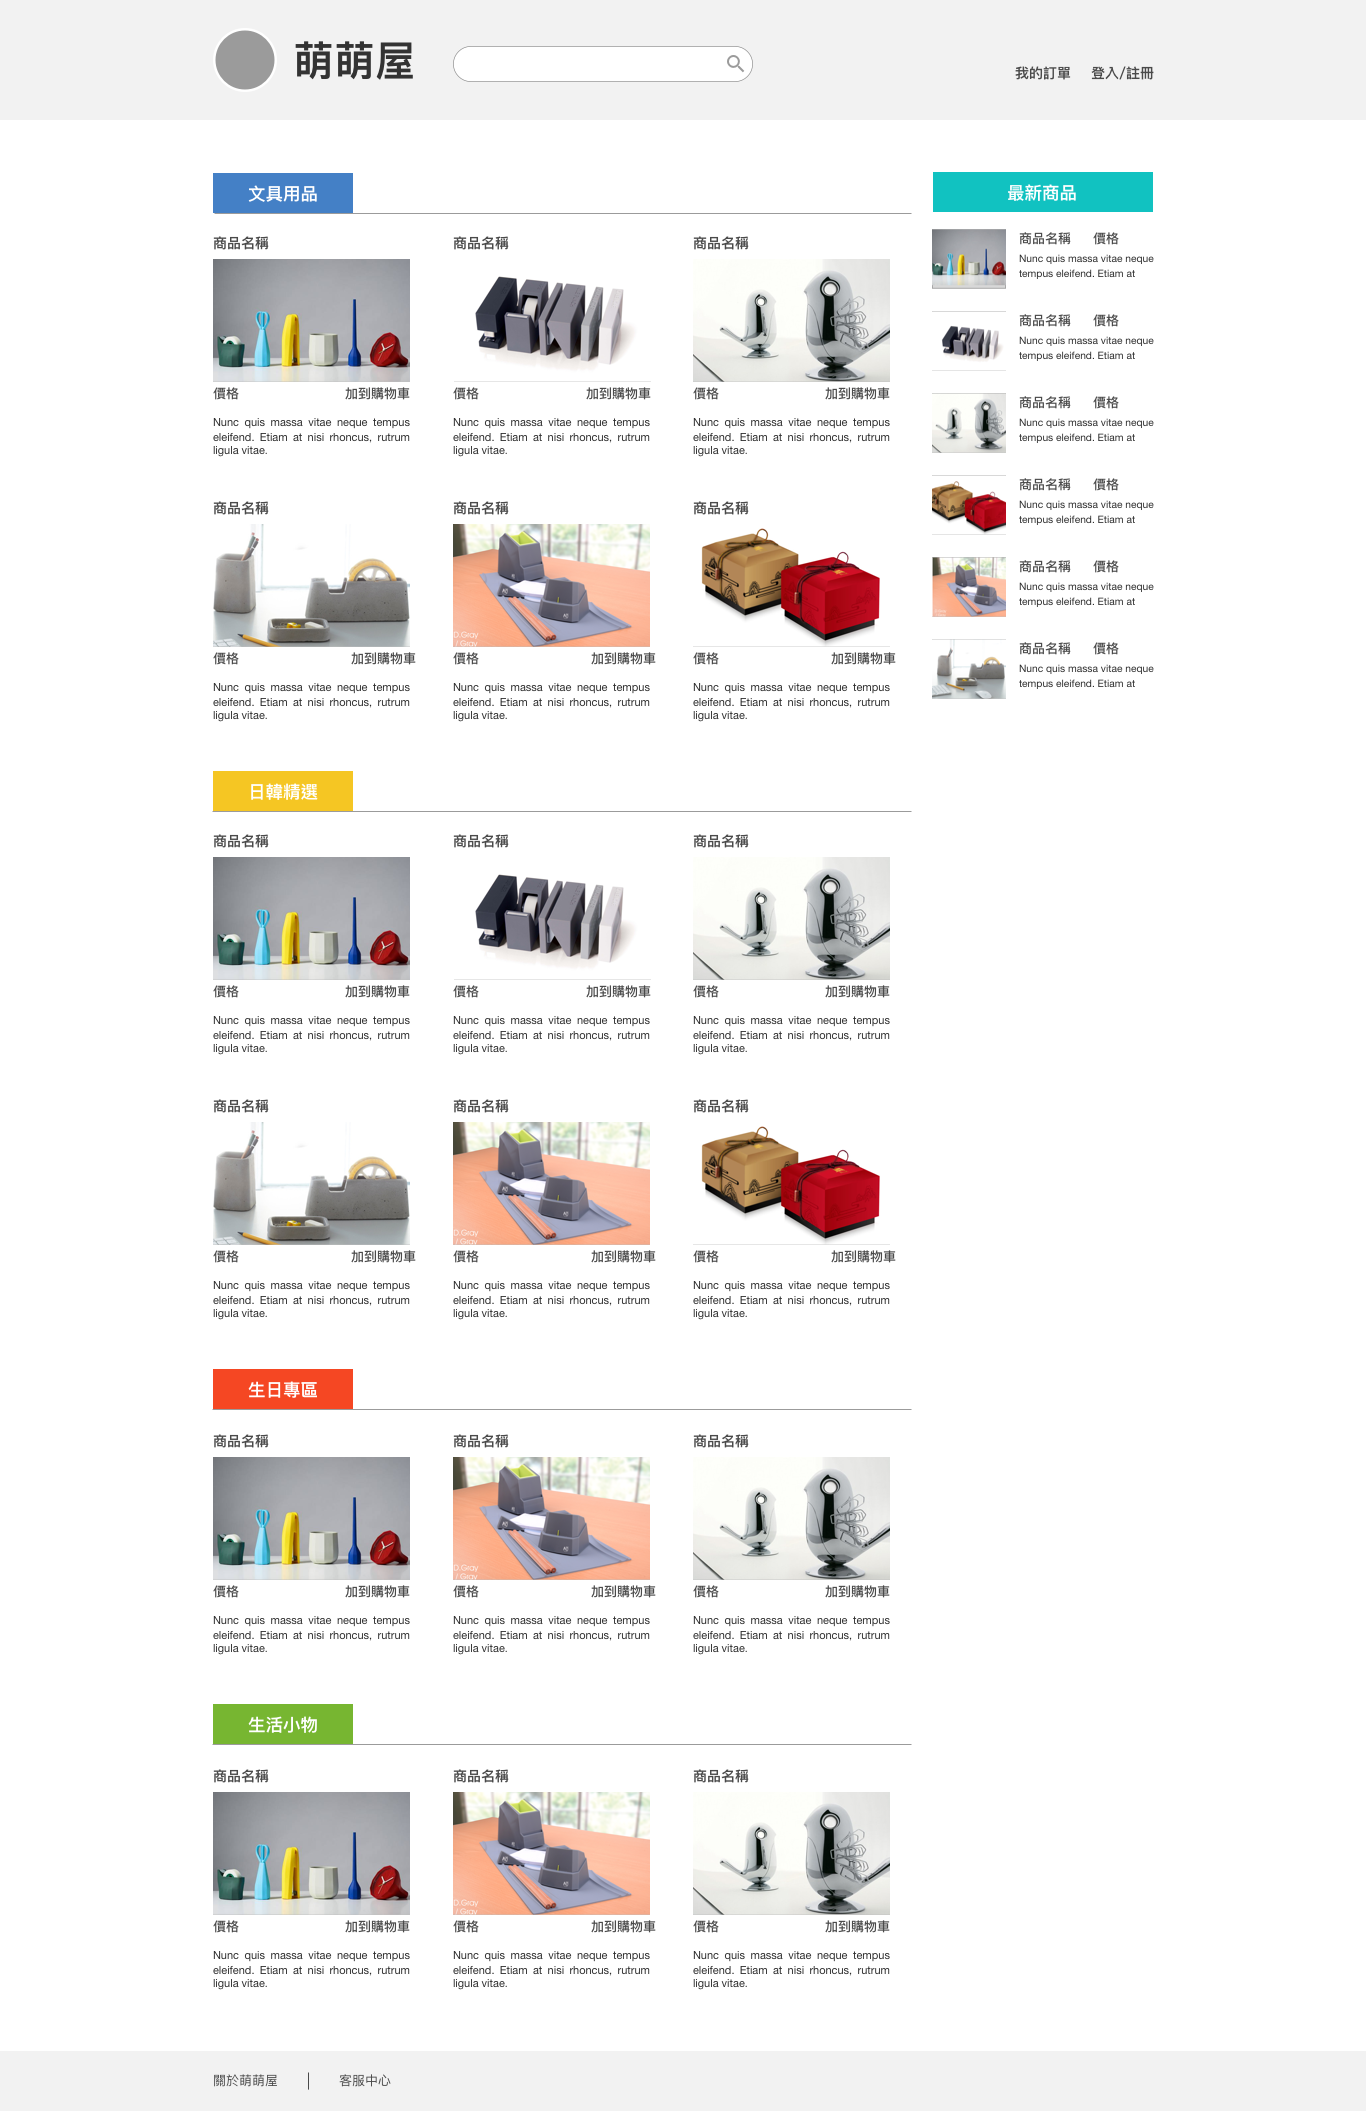 萌萌屋
我的訂單 登入/註冊
文具用品
商品名稱 商品名稱 商品名稱
價格 加到購物車 價格 加到購物車 價格 加到購物車
Nunc quis massa vitae neque tempus
eleifend. Etiam at nisi rhoncus, rutrum
ligula vitae.
Nunc quis massa vitae neque tempus
eleifend. Etiam at nisi rhoncus, rutrum
ligula vitae.
Nunc quis massa vitae neque tempus
eleifend. Etiam at nisi rhoncus, rutrum
ligula vitae.
商品名稱 商品名稱 商品名稱
D.Gray
/ Gray
價格 加到購物車 價格 加到購物車 價格 加到購物車
Nunc quis massa vitae neque tempus
eleifend. Etiam at nisi rhoncus, rutrum
ligula vitae.
Nunc quis massa vitae neque tempus
eleifend. Etiam at nisi rhoncus, rutrum
ligula vitae.
Nunc quis massa vitae neque tempus
eleifend. Etiam at nisi rhoncus, rutrum
ligula vitae.
最新商品
商品名稱 價格
Nunc quis massa vitae neque
tempus eleifend. Etiam at
商品名稱 價格
Nunc quis massa vitae neque
tempus eleifend. Etiam at
商品名稱 價格
Nunc quis massa vitae neque
tempus eleifend. Etiam at
商品名稱 價格
Nunc quis massa vitae neque
tempus eleifend. Etiam at
商品名稱 價格
Nunc quis massa vitae neque
tempus eleifend. Etiam at
商品名稱 價格
Nunc quis massa vitae neque
tempus eleifend. Etiam at
日韓精選
商品名稱 商品名稱 商品名稱
價格 加到購物車 價格 加到購物車 價格 加到購物車
Nunc quis massa vitae neque tempus
eleifend. Etiam at nisi rhoncus, rutrum
ligula vitae.
Nunc quis massa vitae neque tempus
eleifend. Etiam at nisi rhoncus, rutrum
ligula vitae.
Nunc quis massa vitae neque tempus
eleifend. Etiam at nisi rhoncus, rutrum
ligula vitae.
商品名稱 商品名稱 商品名稱
D.Gray
/ Gray
價格 加到購物車 價格 加到購物車 價格 加到購物車
Nunc quis massa vitae neque tempus
eleifend. Etiam at nisi rhoncus, rutrum
ligula vitae.
Nunc quis massa vitae neque tempus
eleifend. Etiam at nisi rhoncus, rutrum
ligula vitae.
Nunc quis massa vitae neque tempus
eleifend. Etiam at nisi rhoncus, rutrum
ligula vitae.
生日專區
商品名稱 商品名稱 商品名稱
D.Gray
/ Gray
價格 加到購物車 價格 加到購物車 價格 加到購物車
Nunc quis massa vitae neque tempus
eleifend. Etiam at nisi rhoncus, rutrum
ligula vitae.
Nunc quis massa vitae neque tempus
eleifend. Etiam at nisi rhoncus, rutrum
ligula vitae.
Nunc quis massa vitae neque tempus
eleifend. Etiam at nisi rhoncus, rutrum
ligula vitae.
生活小物
商品名稱 商品名稱 商品名稱
D.Gray
/ Gray
價格 加到購物車 價格 加到購物車 價格 加到購物車
Nunc quis massa vitae neque tempus
eleifend. Etiam at nisi rhoncus, rutrum
ligula vitae.
Nunc quis massa vitae neque tempus
eleifend. Etiam at nisi rhoncus, rutrum
ligula vitae.
Nunc quis massa vitae neque tempus
eleifend. Etiam at nisi rhoncus, rutrum
ligula vitae.
關於萌萌屋 | 客服中心